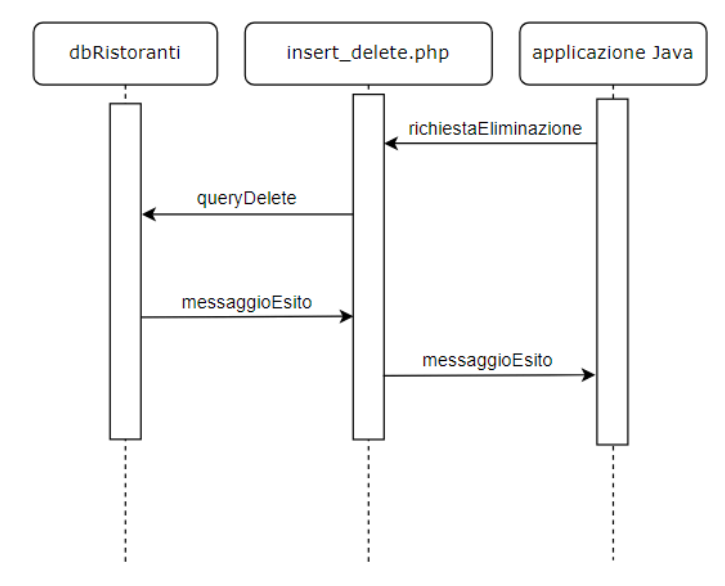 dbRistoranti
insert_delete.php
applicazione Java
richiestaEliminazione
queryDelete
messaggioEsito
messaggioEsito